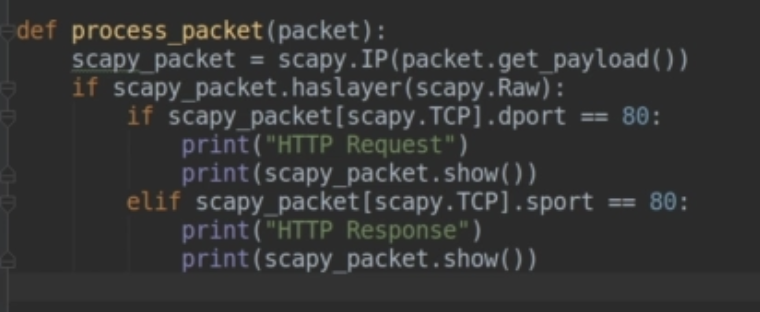 def process_packet(packet):
    scapy_packet = scapy.IP(packet.get_payload())
    if scapy_packet.haslayer(scapy.Raw):
        if scapy_packet[scapy.TCP].dport == 80:
            print("HTTP Request")
            print(scapy_packet.show())
        elif scapy_packet[scapy.TCP].sport == 80:
            print("HTTP Response")
            print(scapy_packet.show())